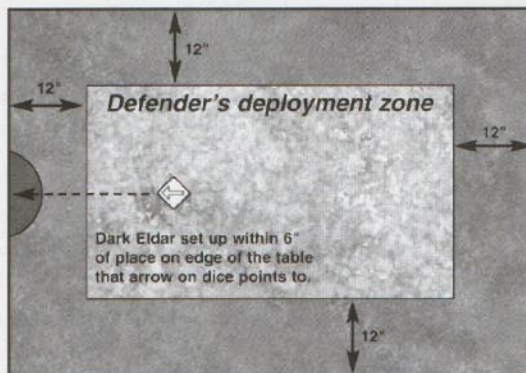 12"
12"
Defender's deployment zone
12"
Dark Eldar set up within 6"
of place on edge of the table
that arrow on dice points to.
12"